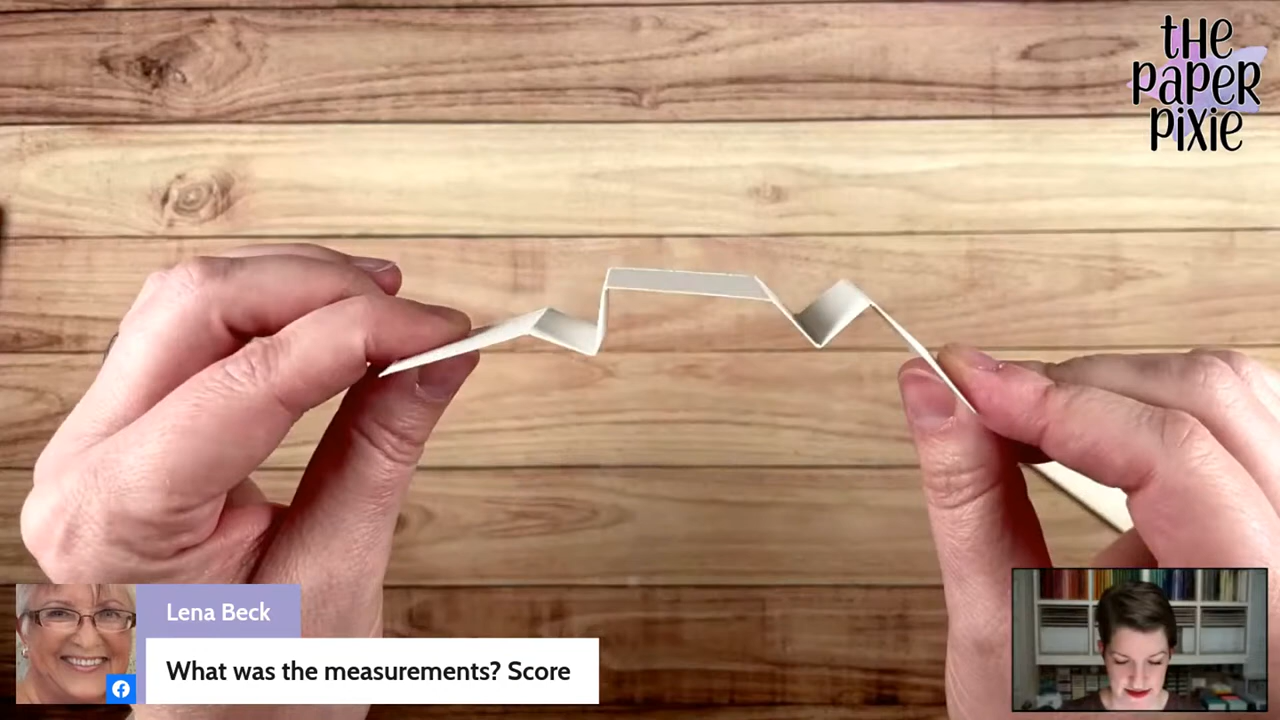 the
paper
pixie
Lena Beck
What was the measurements? Score